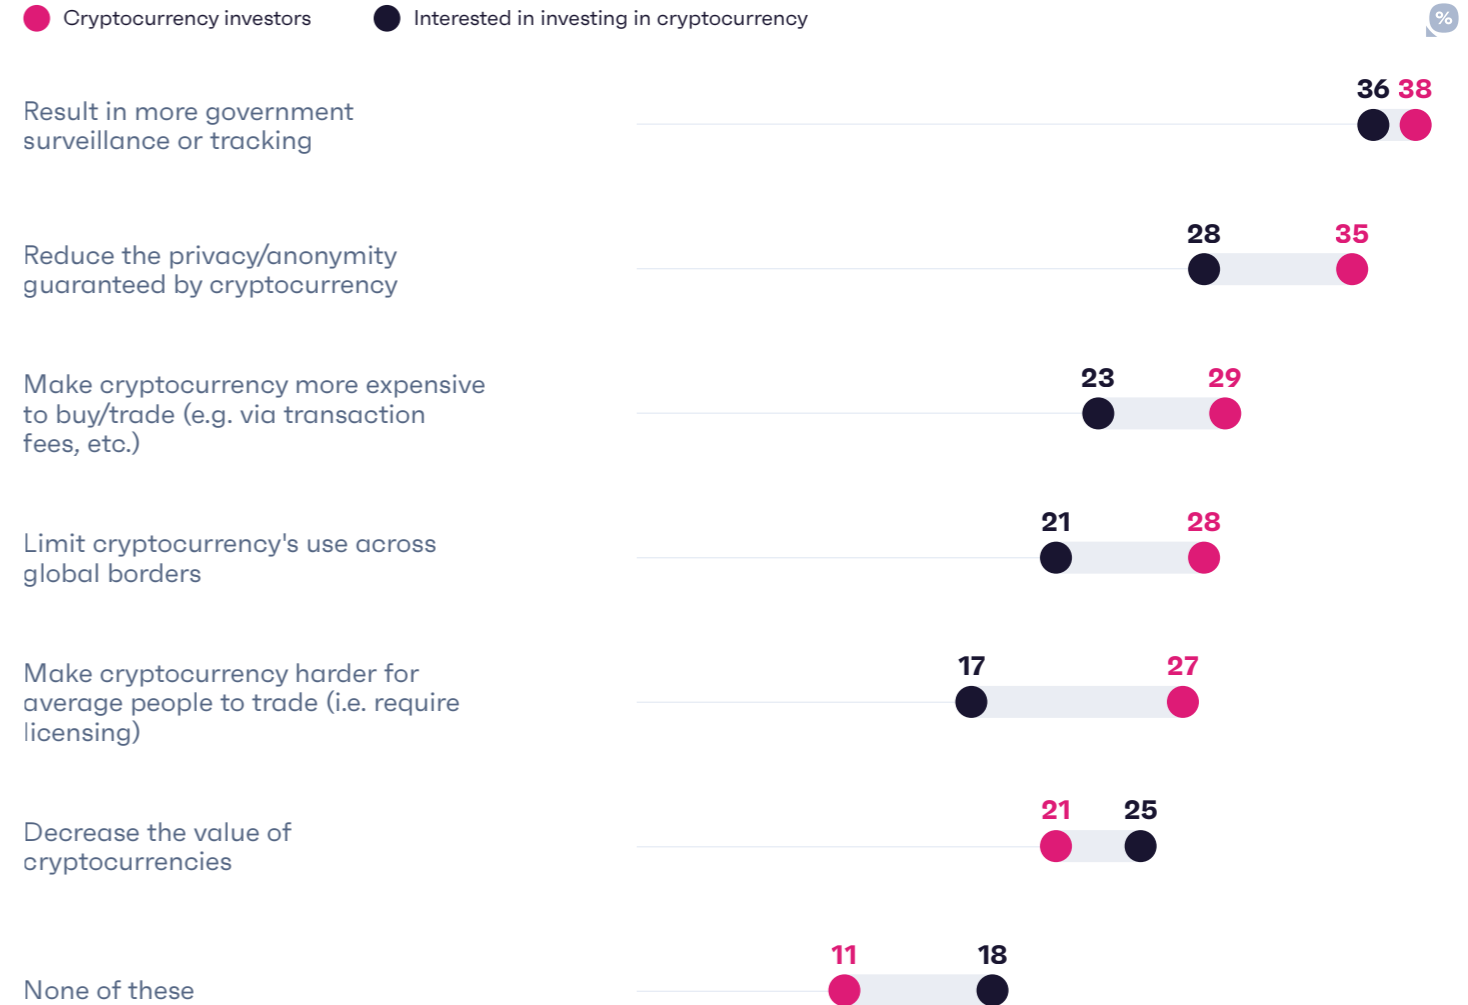 Cryptocurrency investors
Interested in investing in cryptocurrency
%
Result in more government
surveillance or tracking
36 38
Reduce the privacy/anonymity
guaranteed by cryptocurrency
28 35
Make cryptocurrency more expensive
to buy/trade (e.g. via transaction
fees, etc.)
23 29
Limit cryptocurrency's use across
global borders
21 28
Make cryptocurrency harder for
average people to trade (i.e. require
licensing)
17 27
Decrease the value of
cryptocurrencies
21 25
None of these
11 18